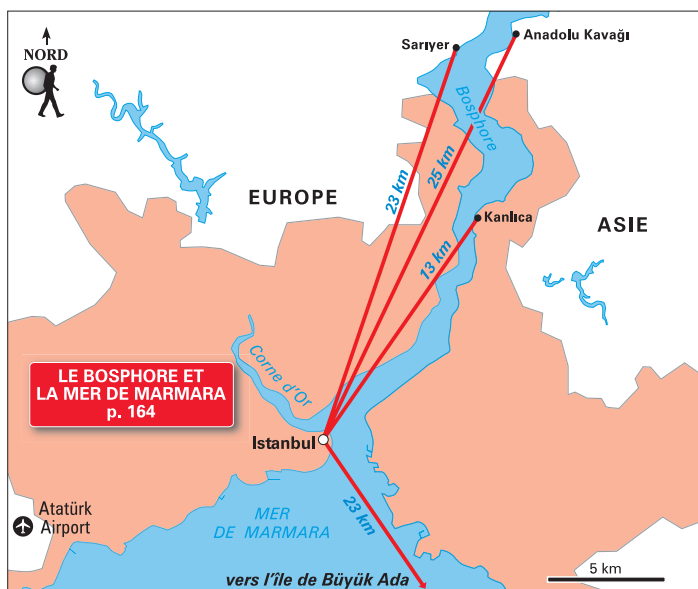 NORD
Sarıyer
Anadolu Kavağı
Bosphore
23 km
25 km
EUROPE
13 km
Kanlıca
ASIE
Corne d'Or
LE BOSPHORE ET
LA MER DE MARMARA
p. 164
Istanbul
Atatürk
Airport
MER
DE MARMARA
23 km
vers l'île de Büyük Ada
5 km